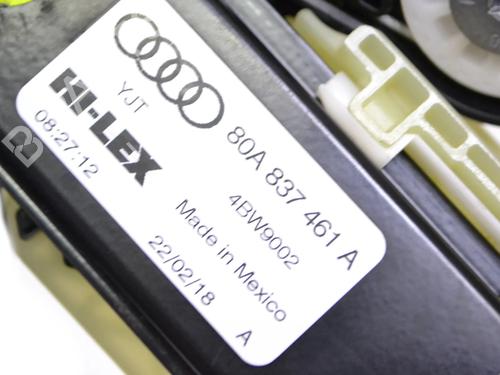 YJT
HI-LEX
08:27:12
80A 837 461 A
4BW9002
Made in Mexico
22/02/18
A